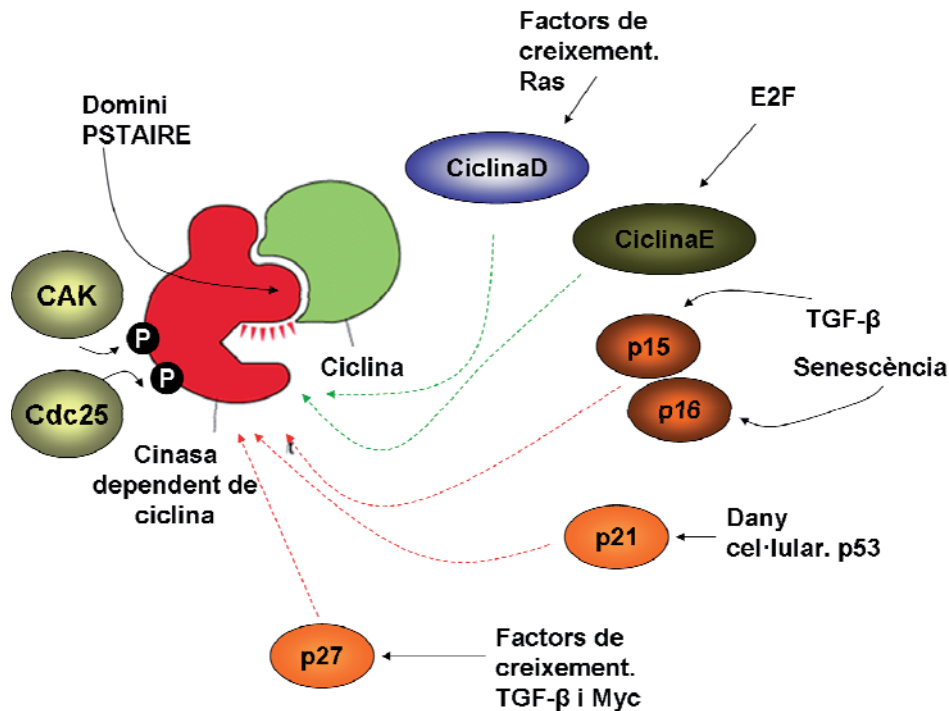 Factors de
creixement.
Ras
E2F
Domini
PSTAIRE
CiclinaD
CiclinaE
CAK
P
P
Cdc25
Ciclina
TGF-β
p15
Senescència
p16
Cinasa
dependent de
ciclina
t
p21
Dany
cel·lular. p53
p27
Factors de
creixement.
TGF-β i Myc